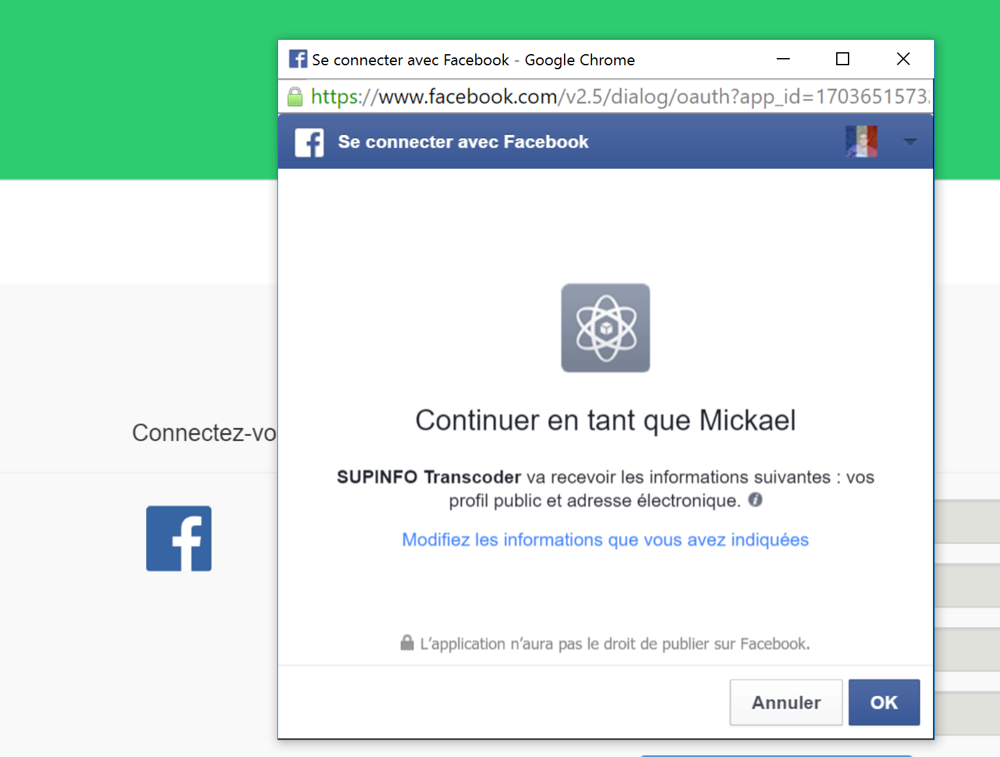 Se connecter avec Facebook - Google Chrome
https://www.facebook.com/v2.5/dialog/oauth?app_id=1703651573
Se connecter avec Facebook
Continuer en tant que Mickael
SUPINFO Transcoder va recevoir les informations suivantes : vos
profil public et adresse électronique.
Modifiez les informations que vous avez indiquées
L'application n'aura pas le droit de publier sur Facebook.
Annuler
OK
Connectez-vo